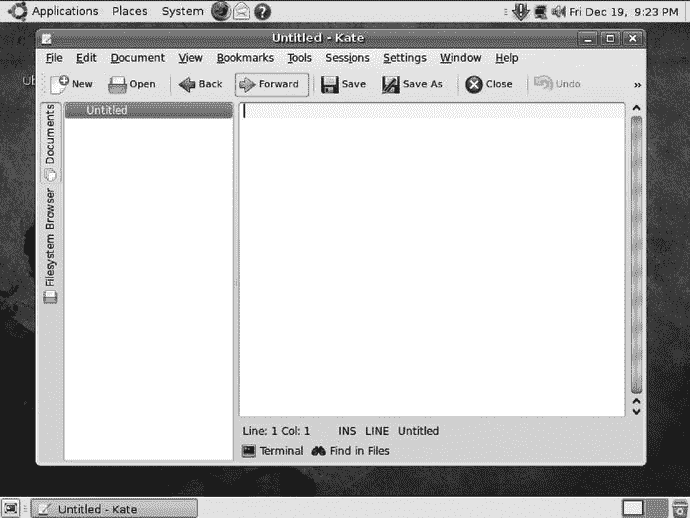 Applications Places System Fri Dec 19, 9:23 PM
Untitled - Kate
File Edit Document View Bookmarks Tools Sessions Settings Window Help
New Open Back Forward Save Save As Close Undo »
Documents
Filesystem Browser
Untitled
Line: 1 Col: 1 INS LINE Untitled
Terminal Find in Files
Untitled - Kate